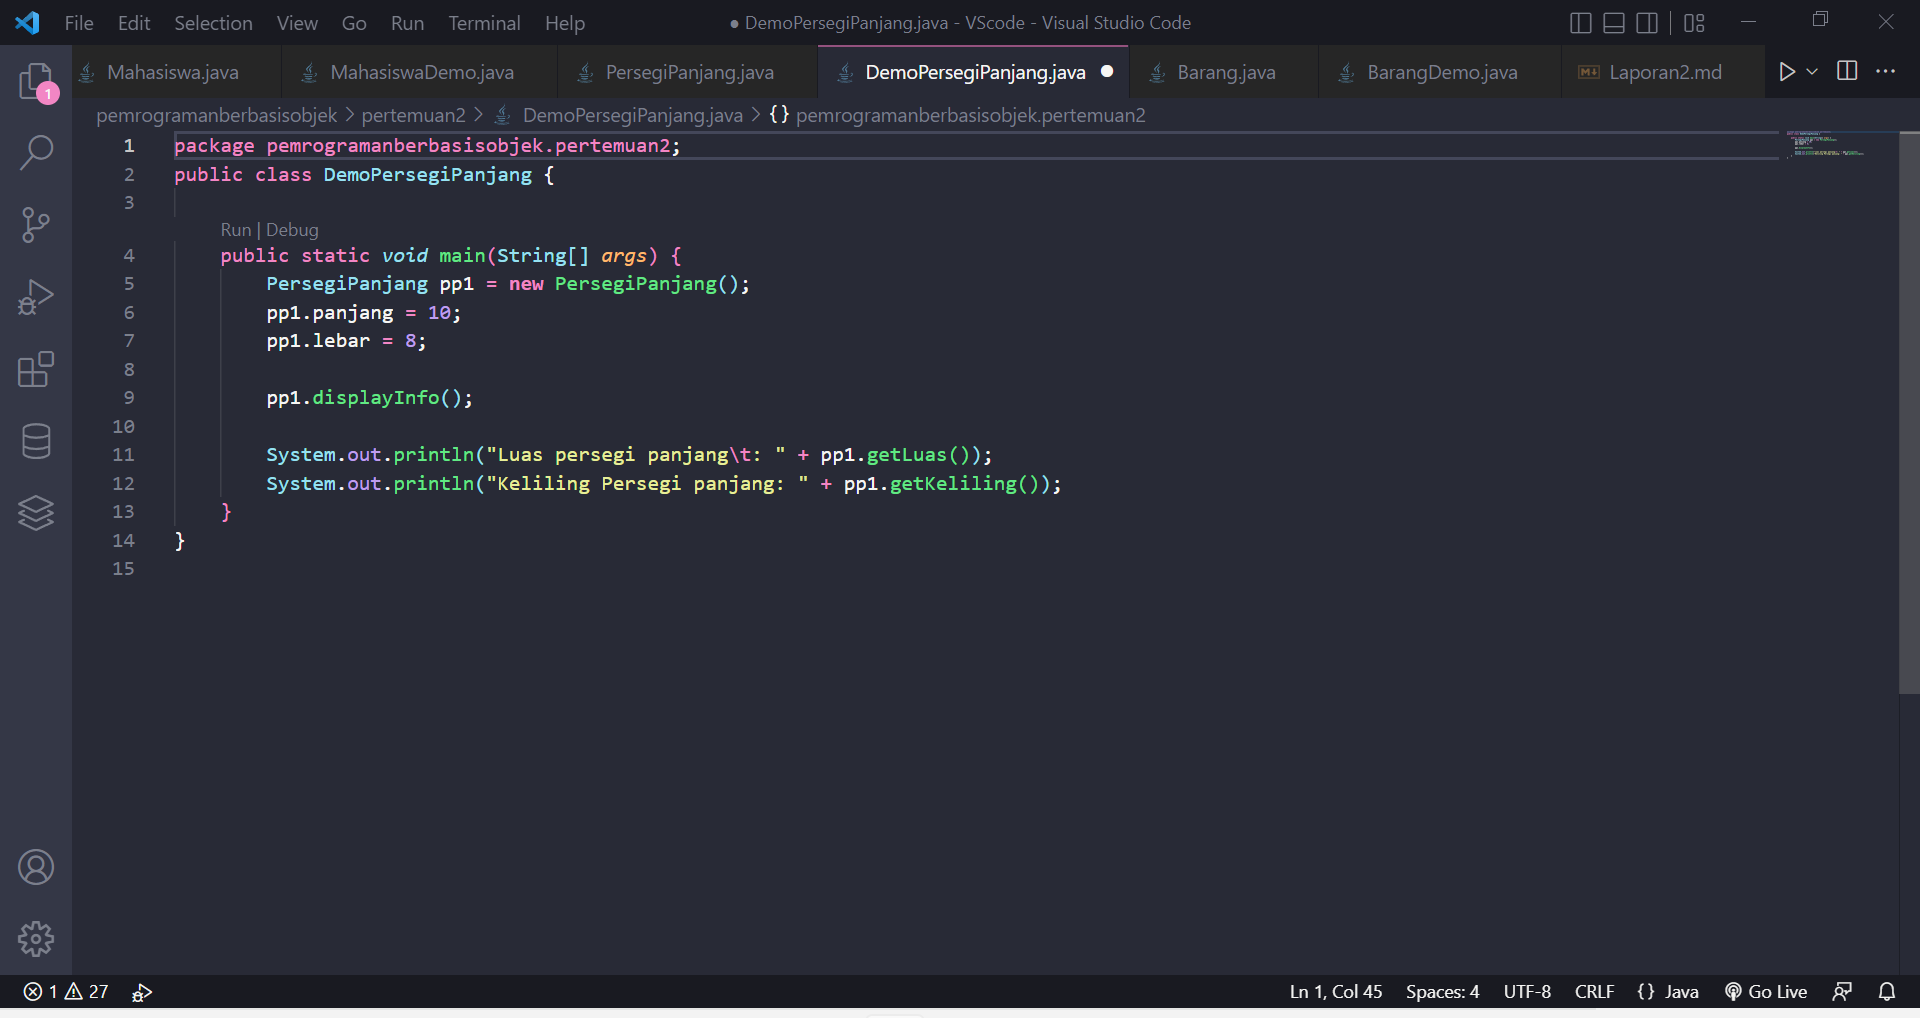 File Edit Selection View Go Run Terminal Help ● DemoPersegiPanjang.java - VScode - Visual Studio Code
Mahasiswa.java MahasiswaDemo.java PersegiPanjang.java DemoPersegiPanjang.java Barang.java BarangDemo.java Laporan2.md
1
pemrogramanberbasisobjek > pertemuan2 > DemoPersegiPanjang.java > {} pemrogramanberbasisobjek.pertemuan2
1 package pemrogramanberbasisobjek.pertemuan2;
2 public class DemoPersegiPanjang {
3
Run | Debug
4 public static void main(String[] args) {
5 PersegiPanjang pp1 = new PersegiPanjang();
6 pp1.panjang = 10;
7 pp1.lebar = 8;
8
9 pp1.displayInfo();
10
11 System.out.println("Luas persegi panjang\t: " + pp1.getLuas());
12 System.out.println("Keliling Persegi panjang: " + pp1.getKeliling());
13 }
14 }
15
1 27 Ln 1, Col 45 Spaces: 4 UTF-8 CRLF {} Java Go Live